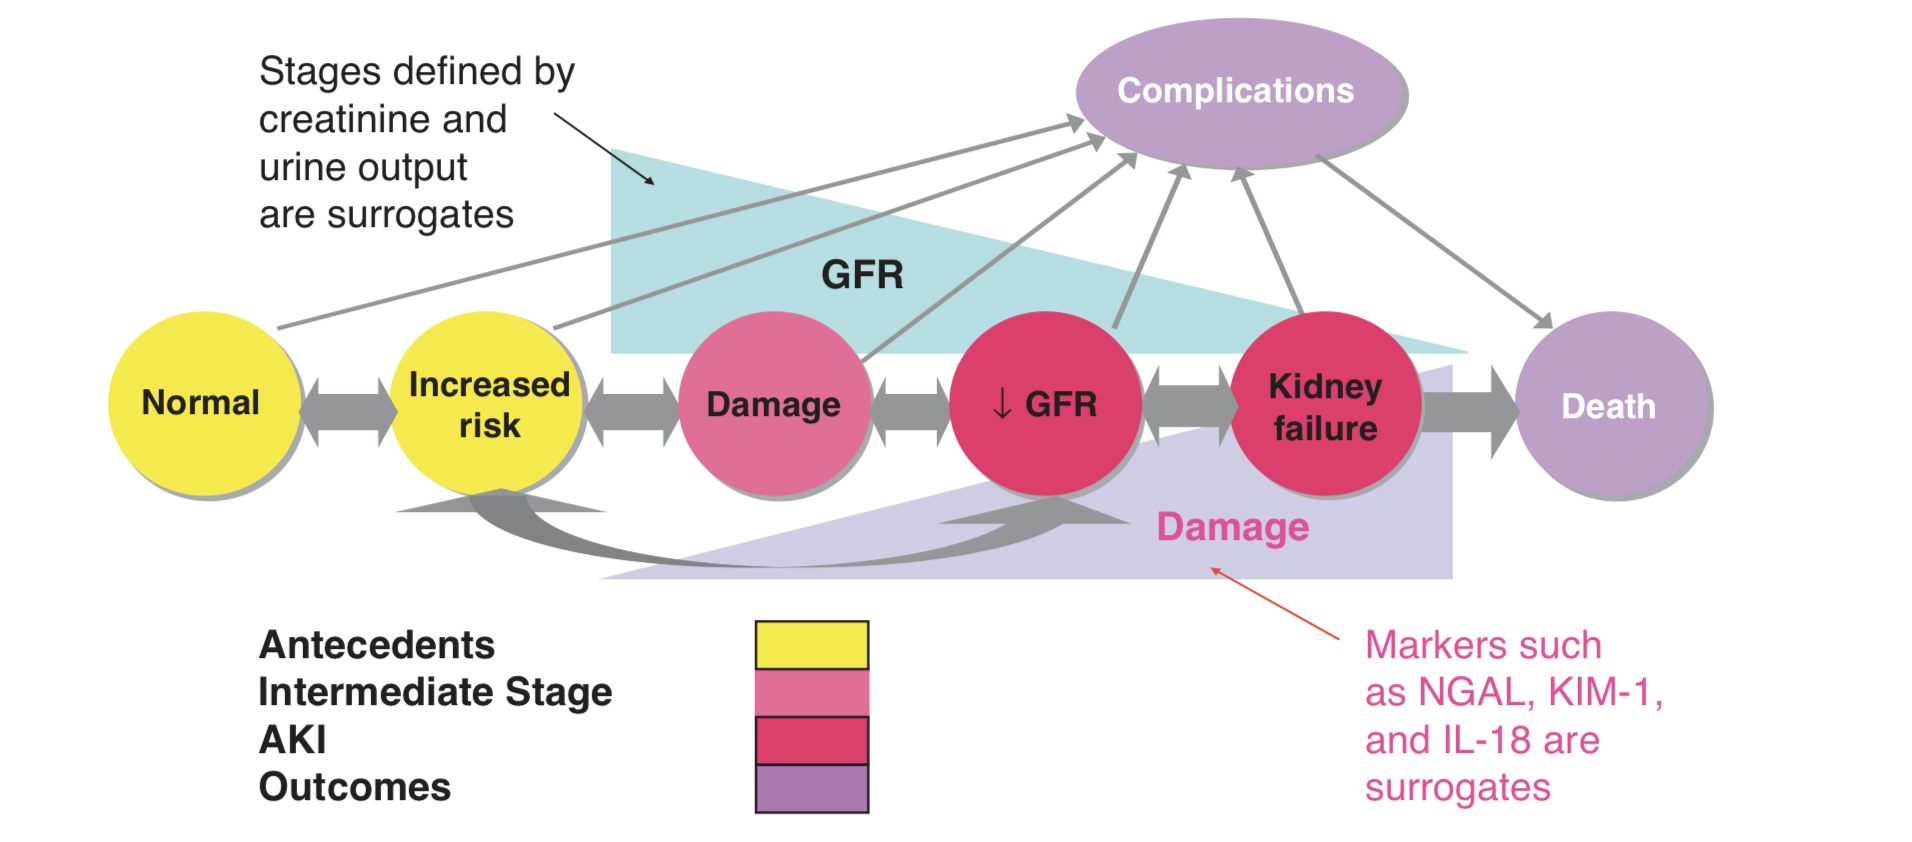 Stages defined by
creatinine and
urine output
are surrogates
Complications
GFR
Normal
Increased
risk
Damage
↓ GFR
Kidney
failure
Death
Damage
Antecedents
Intermediate Stage
AKI
Outcomes
Markers such
as NGAL, KIM-1,
and IL-18 are
surrogates